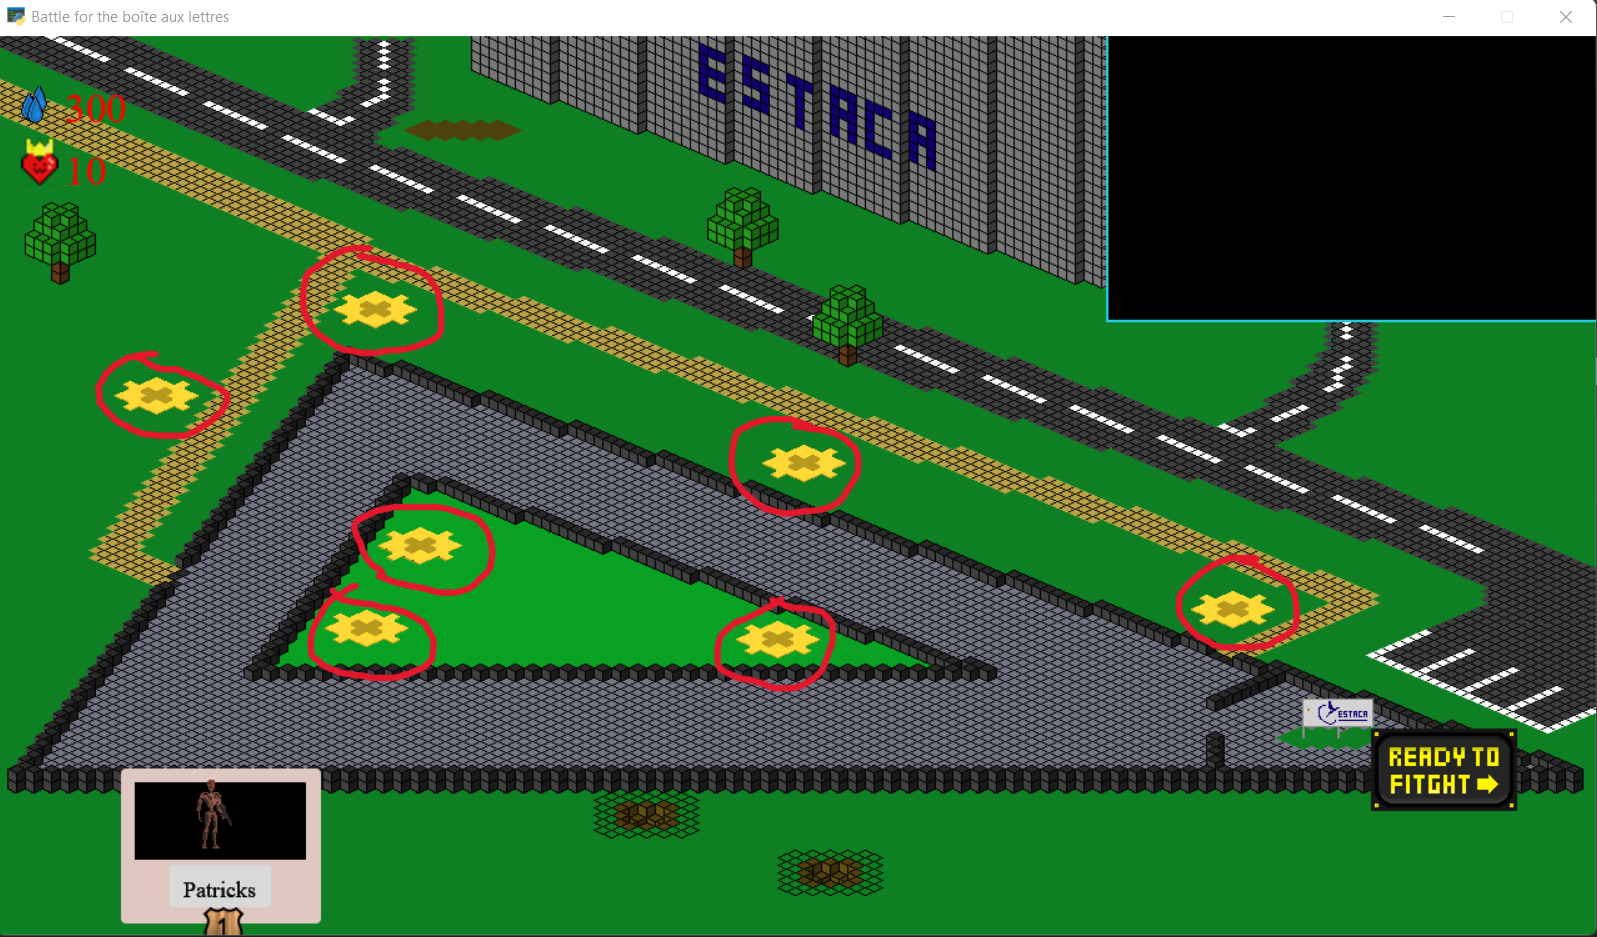 Battle for the boîte aux lettres
ESTACA
300
10
ESTACA
READY TO
FITGHT
Patricks
1